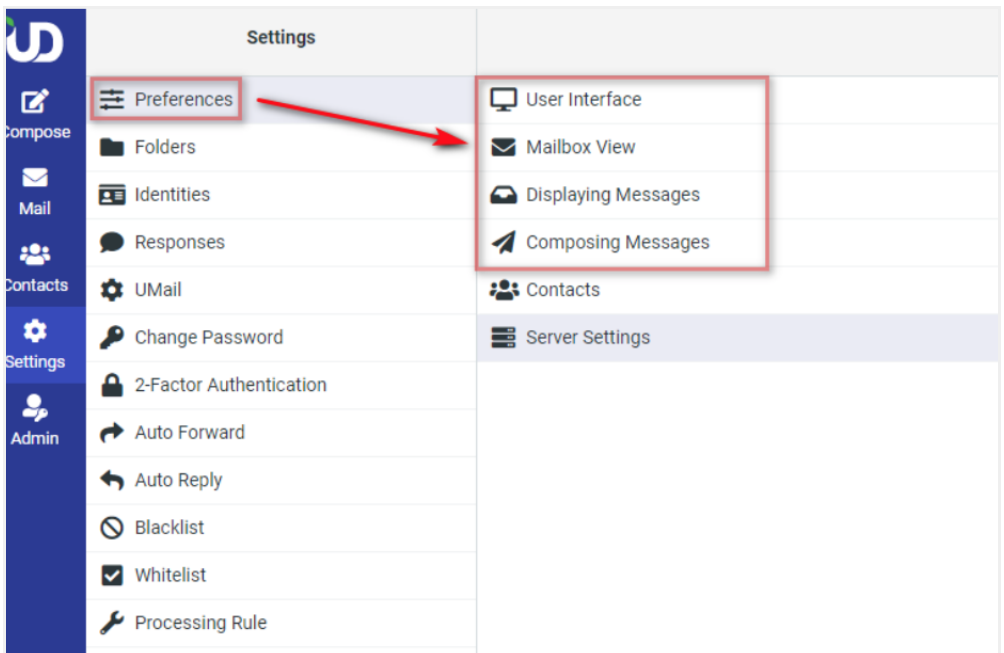 UD
Compose
Mail
Contacts
Settings
Admin
Settings
Preferences
Folders
Identities
Responses
UMail
Change Password
2-Factor Authentication
Auto Forward
Auto Reply
Blacklist
Whitelist
Processing Rule
User Interface
Mailbox View
Displaying Messages
Composing Messages
Contacts
Server Settings